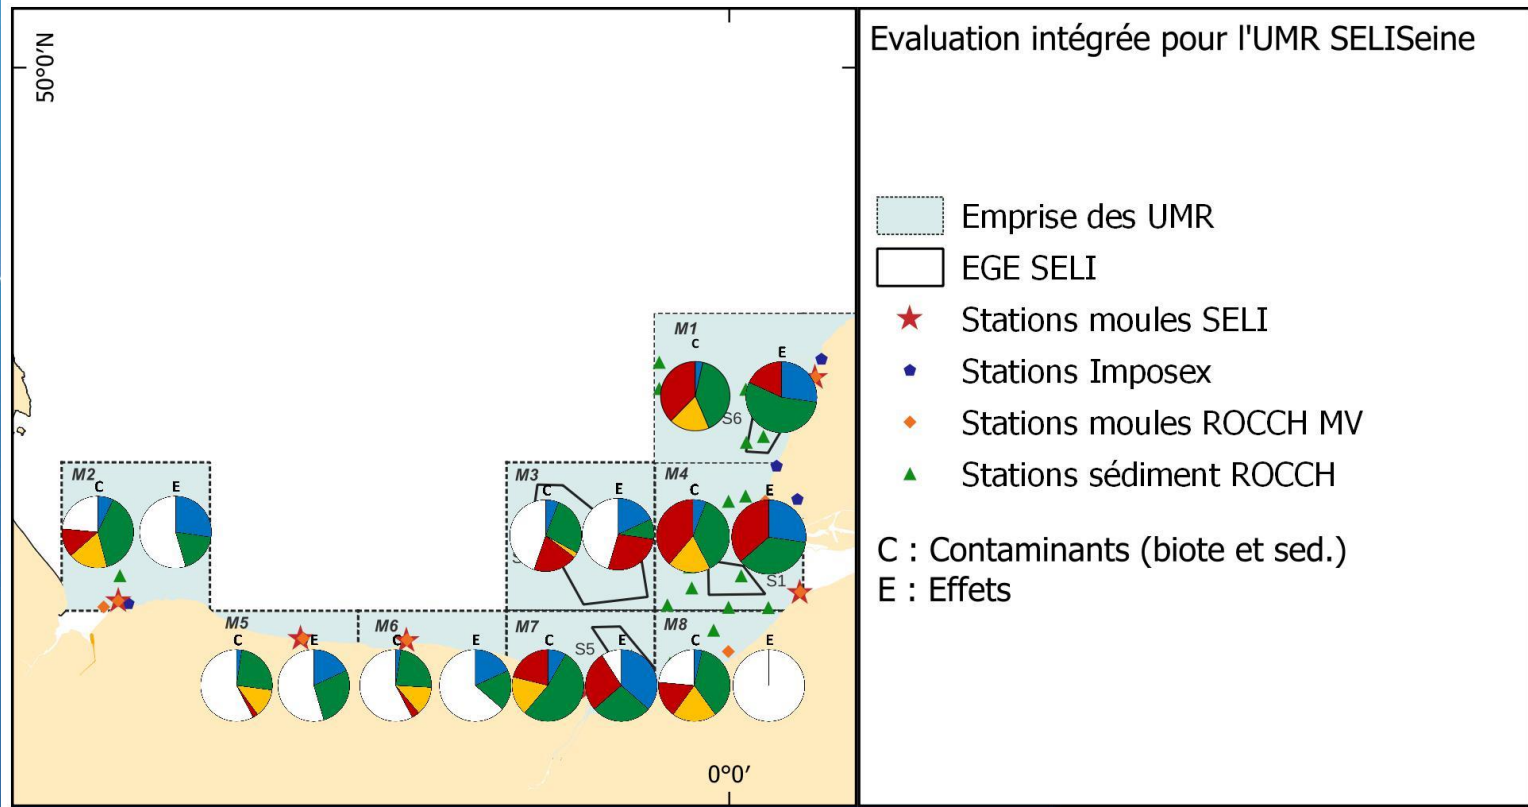 50°0′N
Evaluation intégrée pour l'UMR SELISeine
Emprise des UMR
EGE SELI
Stations moules SELI
Stations Imposex
Stations moules ROCCH MV
Stations sédiment ROCCH
C : Contaminants (biote et sed.)
E : Effets
M1
C
E
S6
M2
C
E
M3
C
E
M4
C
E
S1
M5
C
E
M6
C
E
M7
C
S5
E
M8
C
E
0°0′